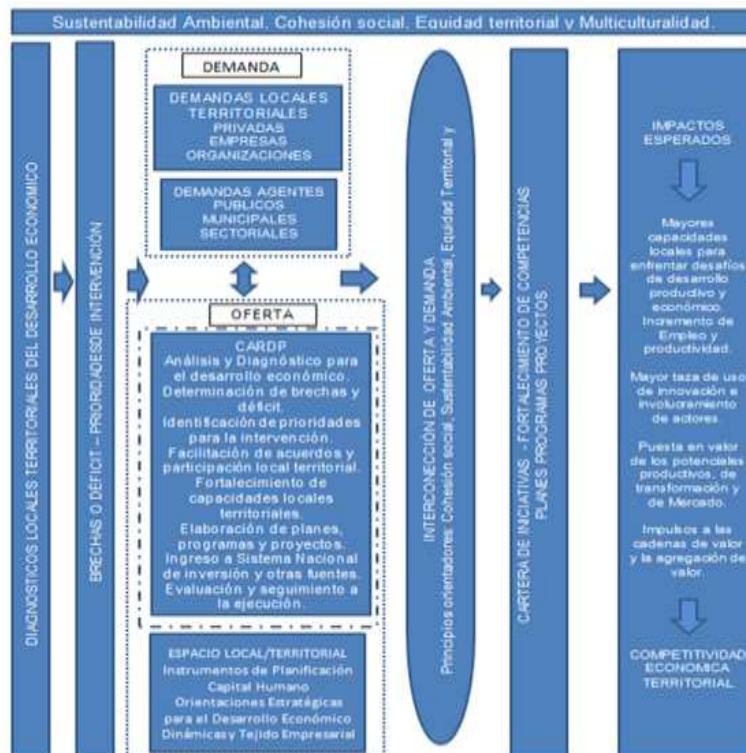 Sustentabilidad Ambiental. Cohesión social. Equidad territorial y Multiculturalidad.
DIAGNOSTICOS LOCALES TERRITORIALES DEL DESARROLLO ECONOMICO
BRECHAS O DÉFICIT – PRIORIDADESDE INTERVENCIÓN
DEMANDA
DEMANDAS LOCALES
TERRITORIALES
PRIVADAS
EMPRESAS
ORGANIZACIONES
DEMANDAS AGENTES
PUBLICOS
MUNICIPALES
SECTORIALES
OFERTA
CARDP
Análisis y Diagnóstico para
el desarrollo económico.
Determinación de brechas y
déficit.
Identificación de prioridades
para la intervención.
Facilitación de acuerdos y
participación local territorial.
Fortalecimiento de
capacidades locales
territoriales.
Elaboración de planes,
programas y proyectos.
Ingreso a Sistema Nacional
de inversión y otras fuentes.
Evaluación y seguimiento a
la ejecución.
ESPACIO LOCAL/TERRITORIAL
Instrumentos de Planificación
Capital Humano
Orientaciones Estratégicas
para el Desarrollo Económico
Dinámicas y Tejido Empresarial
INTERCONECCIÓN DE OFERTA Y DEMANDA
Principios orientadores: Cohesión social, Sustentabilidad Ambiental, Equidad Territorial y
CARTERA DE INICIATIVAS - FORTALECIMIENTO DE COMPETENCIAS
PLANES PROGRAMAS PROYECTOS
IMPACTOS
ESPERADOS
Mayores
capacidades
locales para
enfrentar desafíos
de desarrollo
productivo y
económico.
Incremento de
Empleo y
productividad.
Mayor taza de uso
de innovación e
involucramiento
de actores.
Puesta en valor
de los potenciales
productivos, de
transformación y
de Mercado.
Impulsos a las
cadenas de valor
y la agregación de
valor.
COMPETITIVIDAD
ECONOMICA
TERRITORIAL